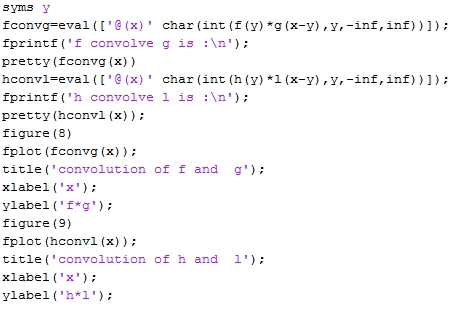 syms y
fconvg=eval(['@(x)' char(int(f(y)*g(x-y),y,-inf,inf))]);
fprintf('f convolve g is :\n');
pretty(fconvg(x))
hconvl=eval(['@(x)' char(int(h(y)*l(x-y),y,-inf,inf))]);
fprintf('h convolve l is :\n');
pretty(hconvl(x));
figure(8)
fplot(fconvg(x));
title('convolution of f and  g');
xlabel('x');
ylabel('f*g');
figure(9)
fplot(hconvl(x));
title('convolution of h and  l');
xlabel('x');
ylabel('h*l');